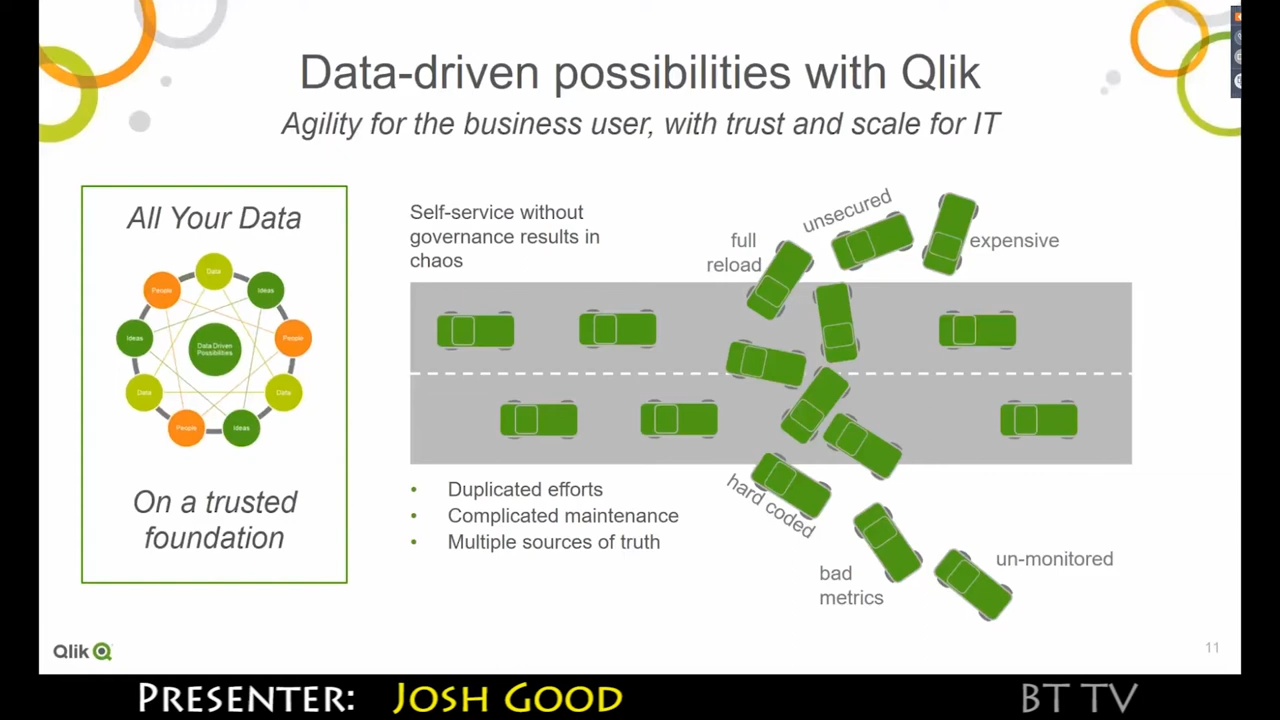 Data-driven possibilities with Qlik
Agility for the business user, with trust and scale for IT
All Your Data
Data
People
Ideas
Ideas
People
Data Driven
Possibilities
Data
Data
People
Ideas
On a trusted
foundation
Self-service without
governance results in
chaos
full
reload
unsecured
expensive
• Duplicated efforts
• Complicated maintenance
• Multiple sources of truth
hard coded
bad
metrics
un-monitored
Qlik
11
PRESENTER: JOSH GOOD
BT TV